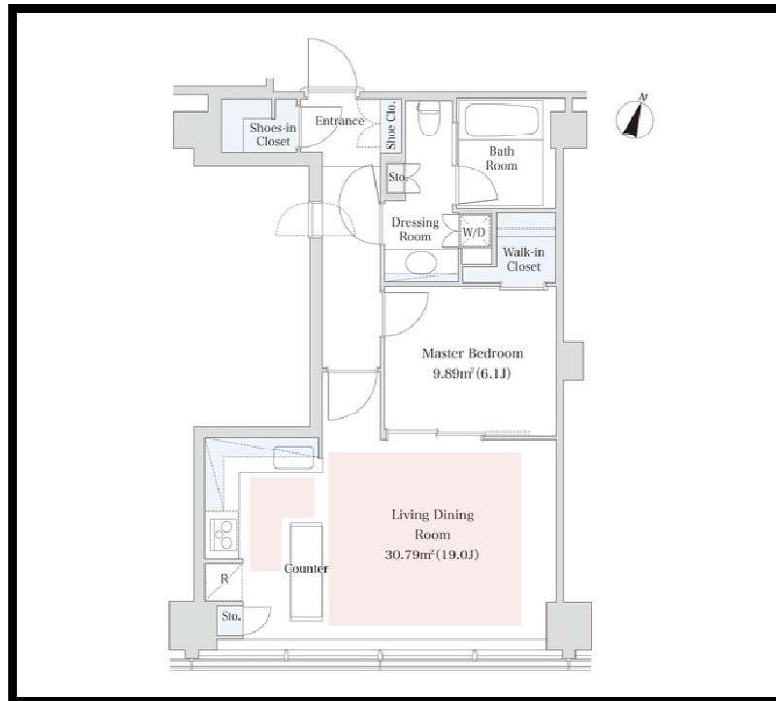 N
Entrance
Shoe Clo.
Shoes-in
Closet
Bath
Room
Sto.
Dressing
Room
W/D
Walk-in
Closet
Master Bedroom
9.89m²(6.1J)
Living Dining
Room
30.79m²(19.0J)
Counter
R
Sto.